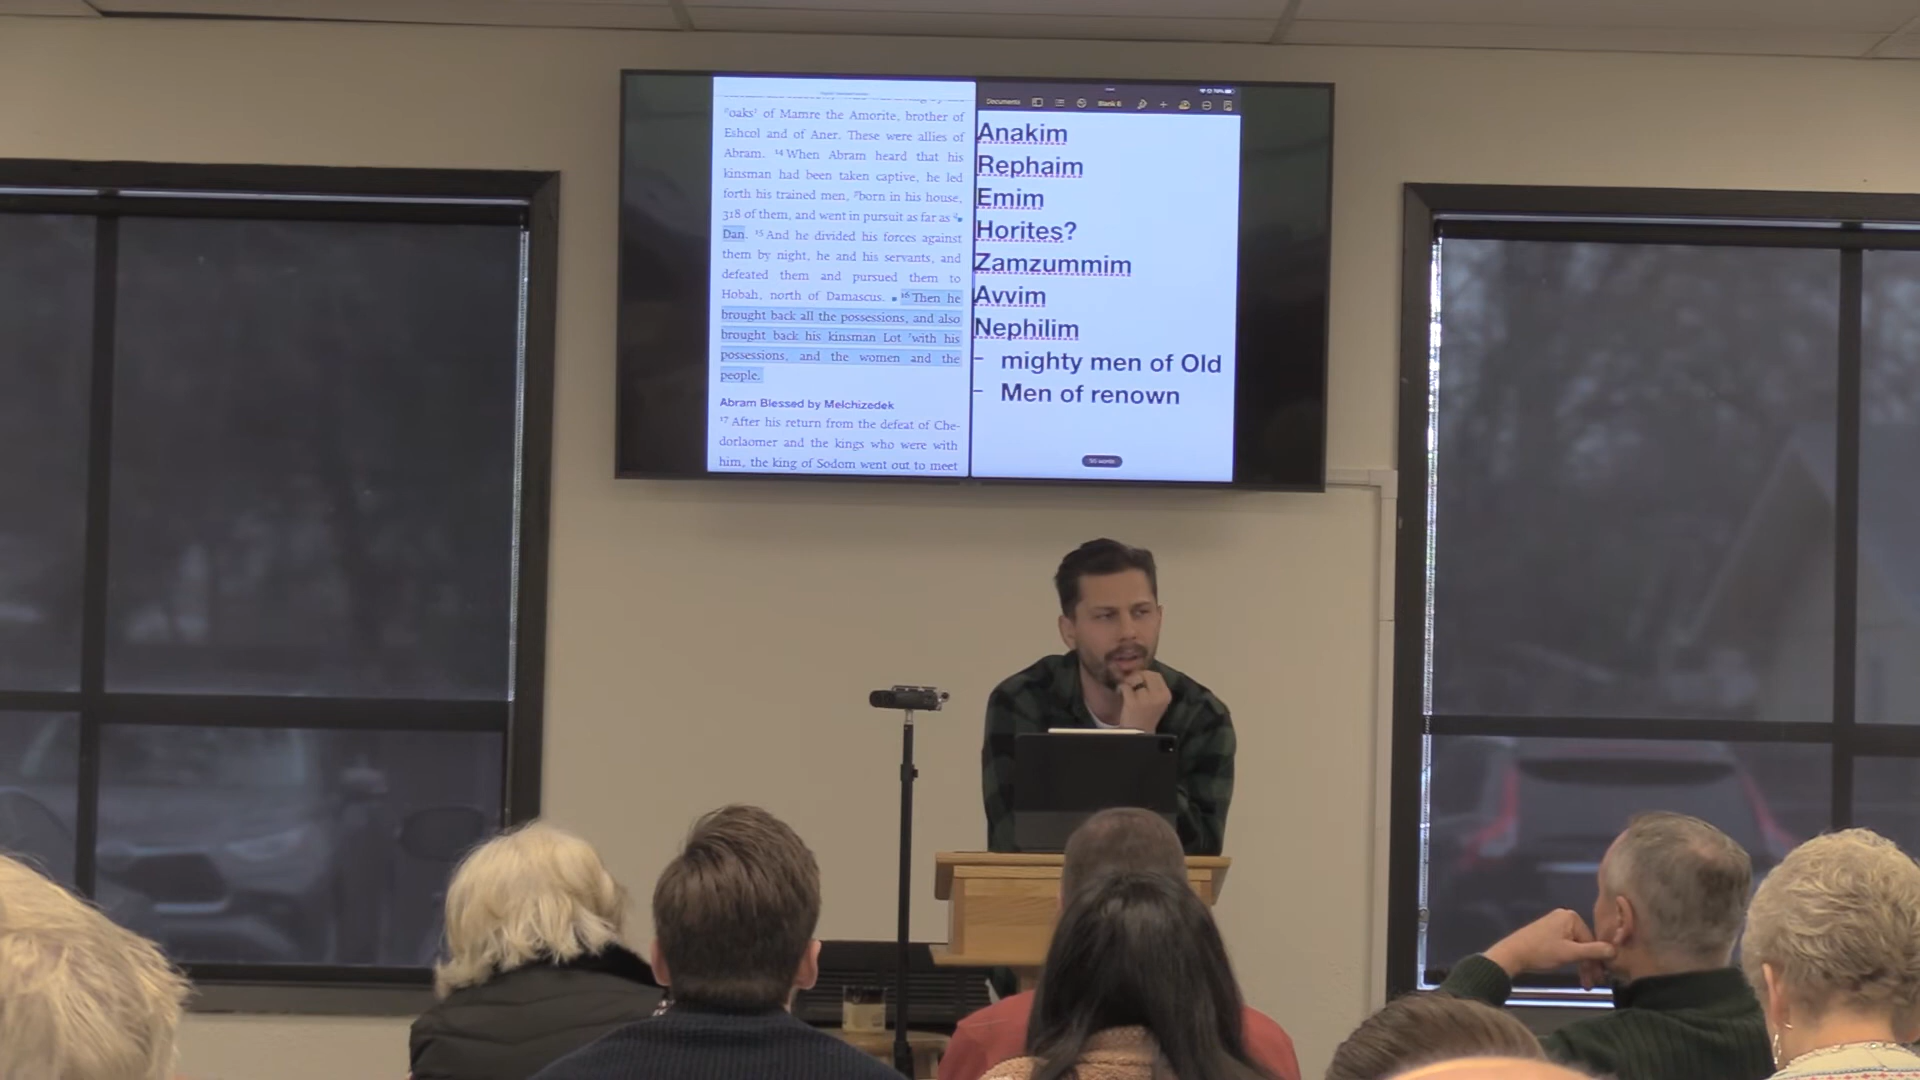 "oaks' of Mamre the Amorite, brother of
Eshcol and of Aner. These were allies of
Abram. 14 When Abram heard that his
kinsman had been taken captive, he led
forth his trained men, born in his house,
318 of them, and went in pursuit as far as
Dan. 15 And he divided his forces against
them by night, he and his servants, and
defeated them and pursued them to
Hobah, north of Damascus. 16 Then he
brought back all the possessions, and also
brought back his kinsman Lot with his
possessions, and the women and the
people.
Abram Blessed by Melchizedek
17 After his return from the defeat of Che-
dorlaomer and the kings who were with
him, the king of Sodom went out to meet
Documents
Blank 6
Anakim
Rephaim
Emim
Horites?
Zamzummim
Avvim
Nephilim
- mighty men of Old
- Men of renown